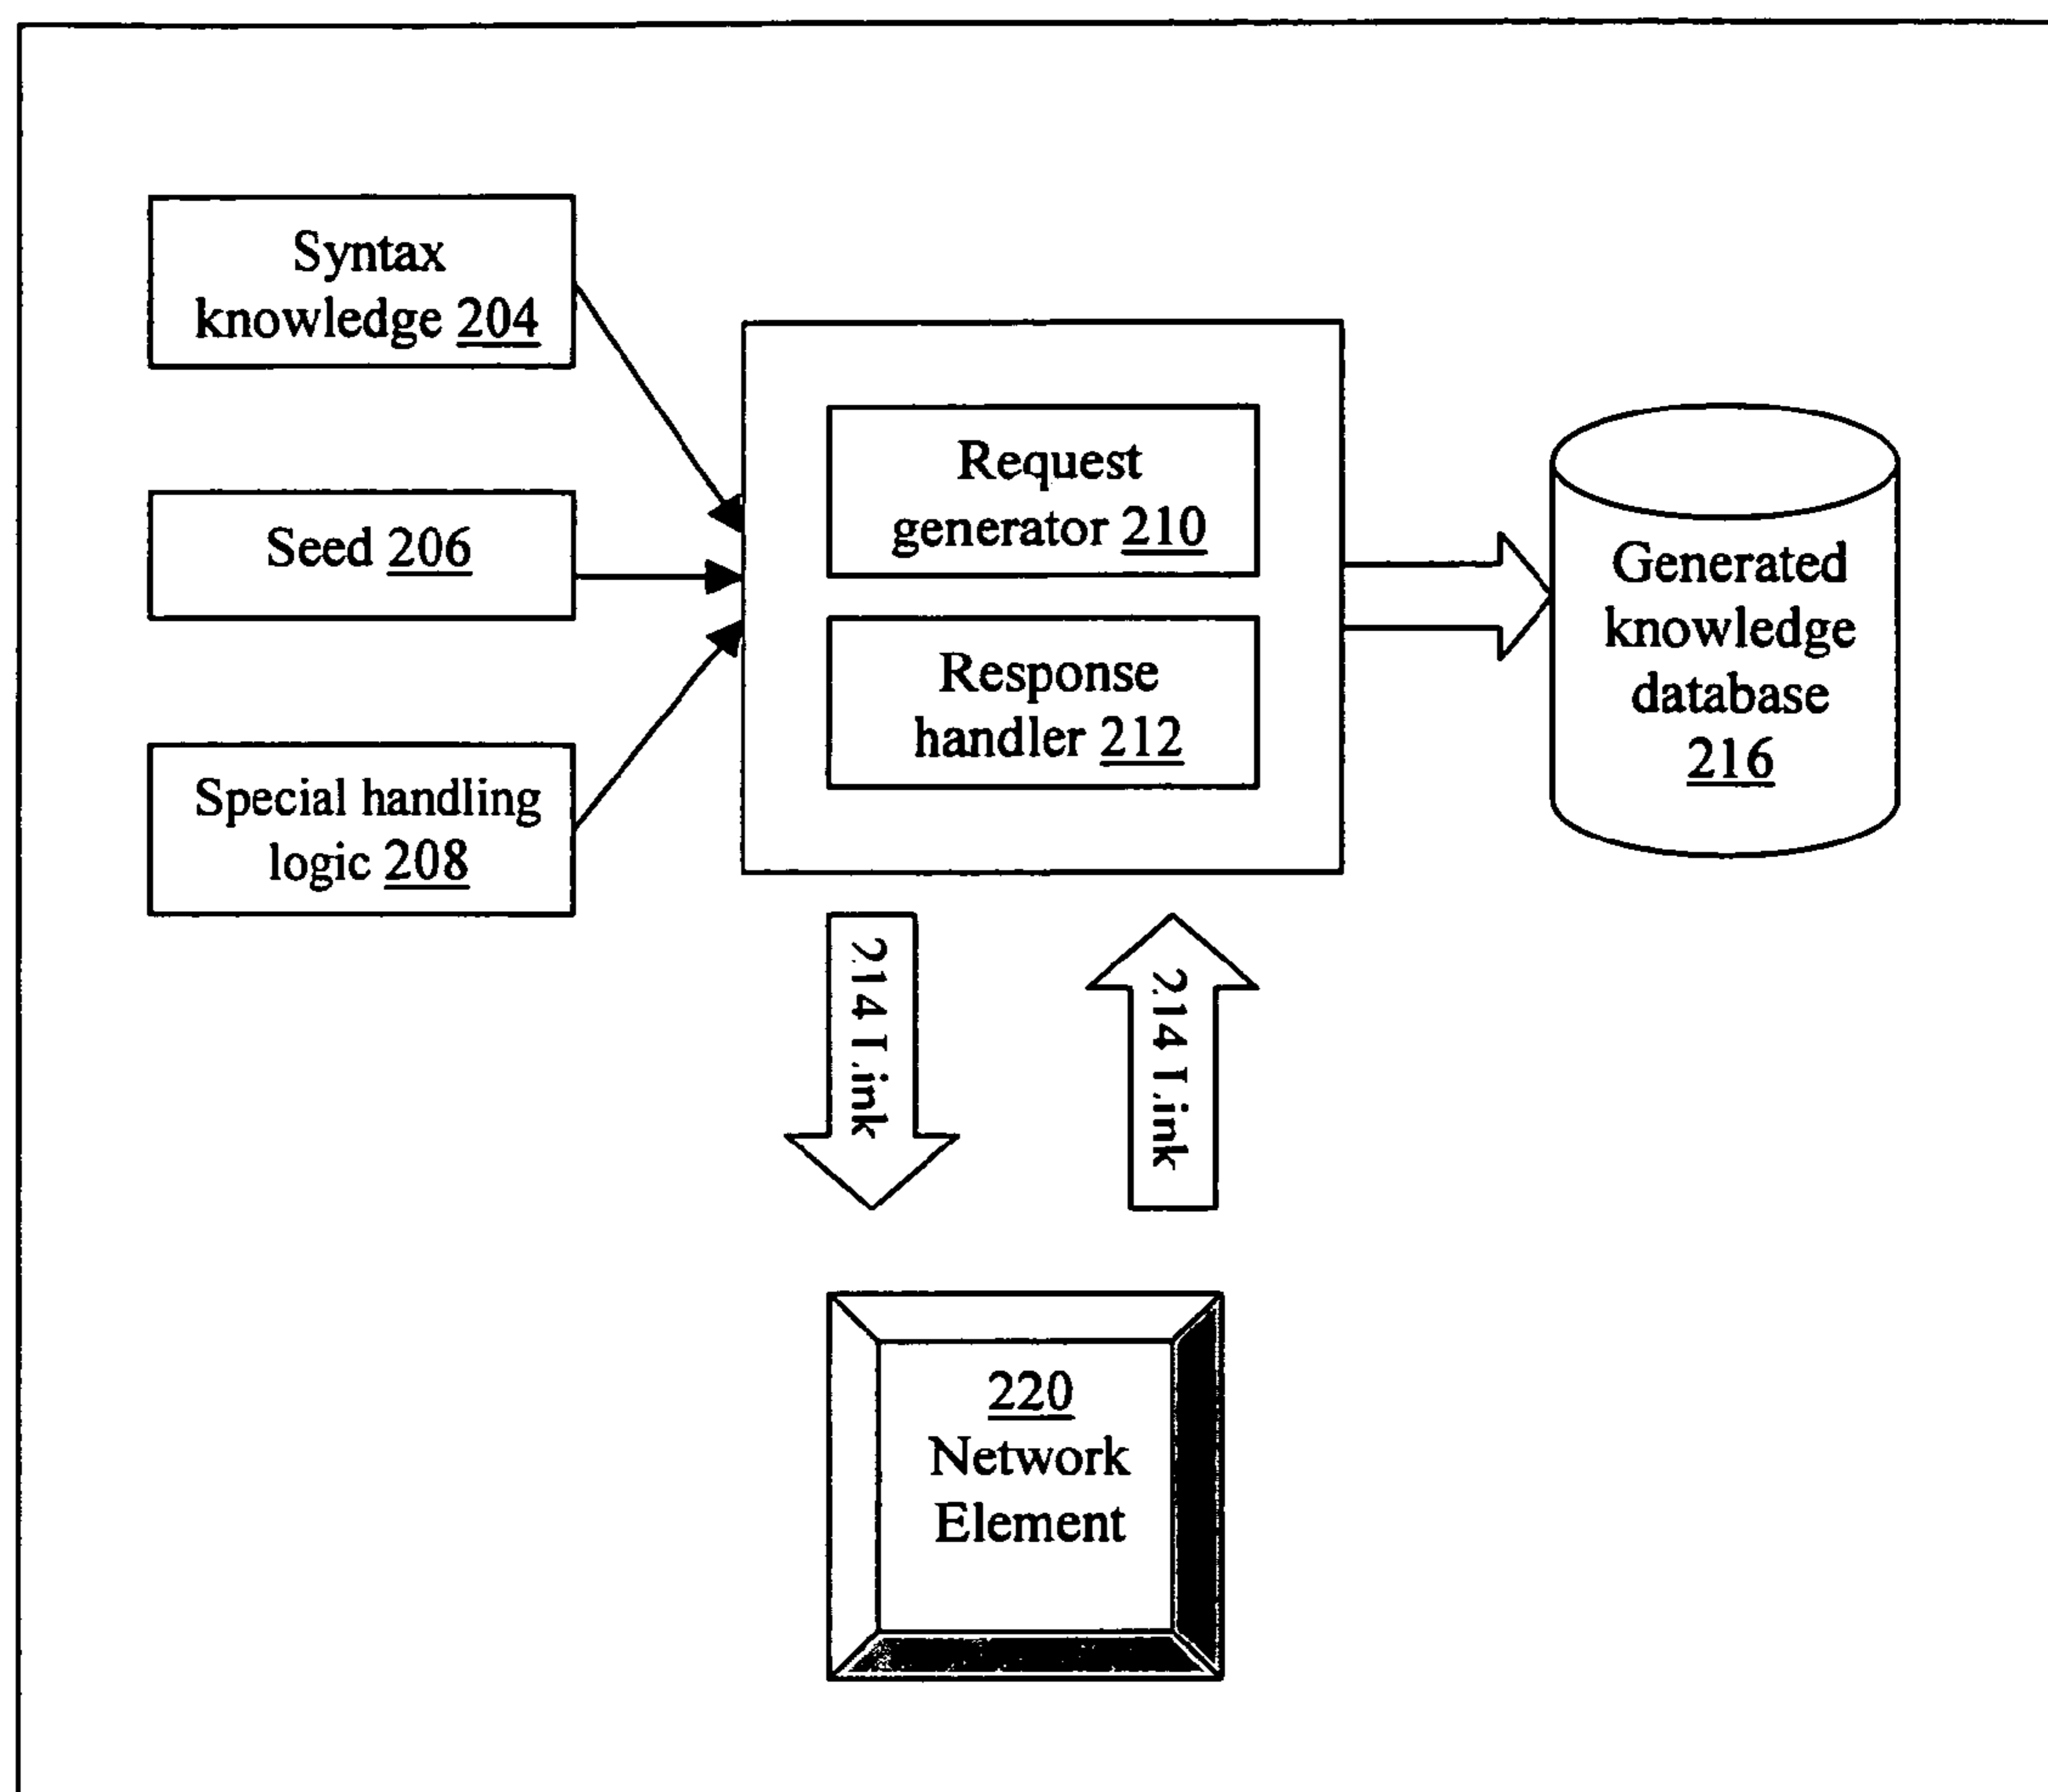 Syntax
knowledge 204
Seed 206
Special handling
logic 208
Request
generator 210
Response
handler 212
Generated
knowledge
database
216
214 Link
214 Link
220
Network
Element